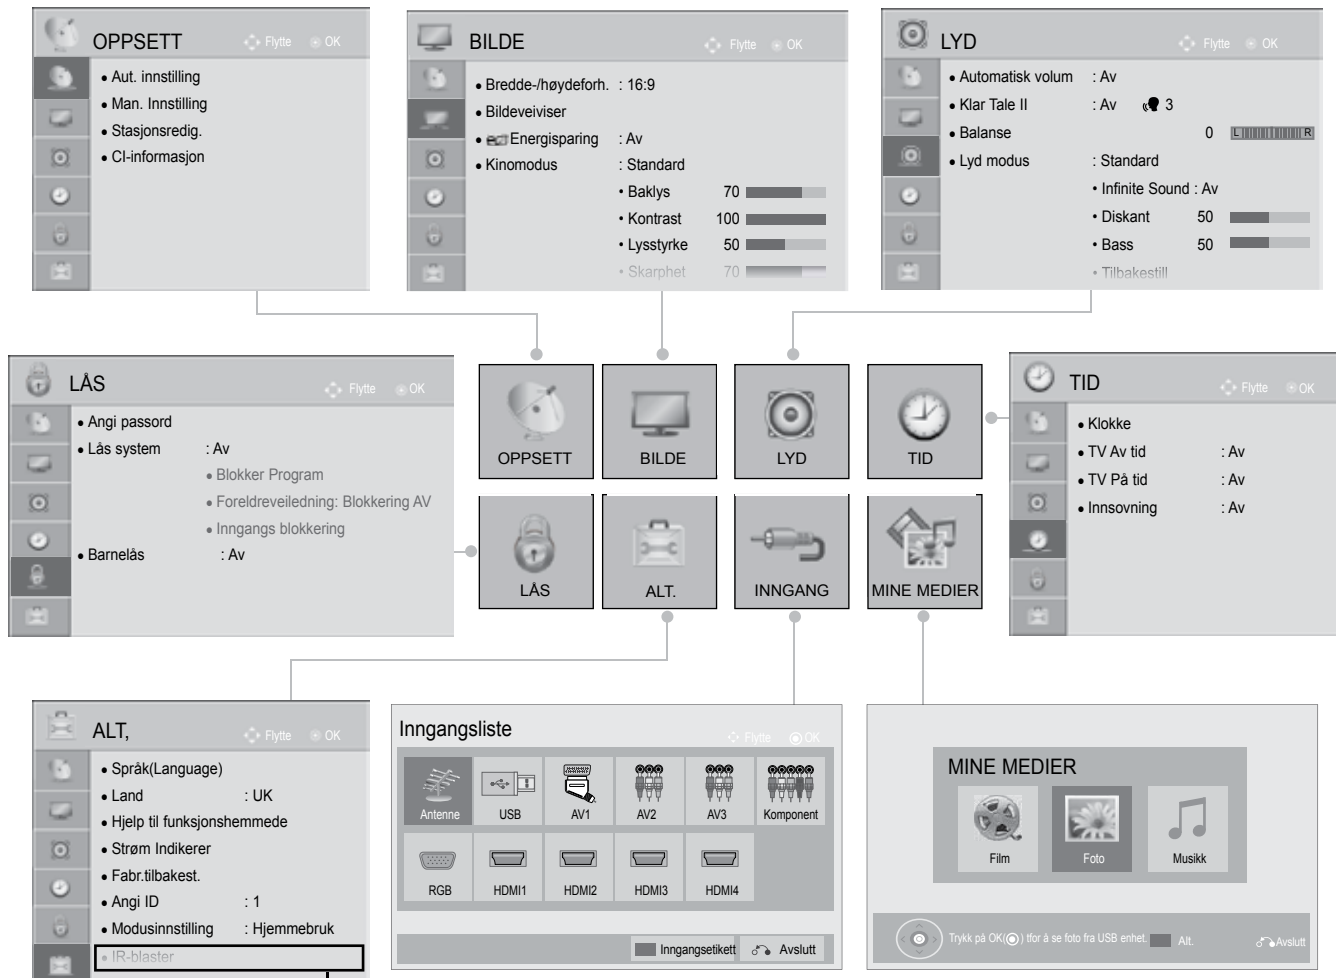 OPPSETT
Flytte OK
• Aut. innstilling
• Man. Innstilling
• Stasjonsredig.
• CI-informasjon
BILDE
Flytte OK
• Bredde-/høydeforh. : 16:9
• Bildeveiviser
• Energisparing : Av
• Kinomodus : Standard
• Baklys 70
• Kontrast 100
• Lysstyrke 50
• Skarphet 70
LYD
Flytte OK
• Automatisk volum : Av
• Klar Tale II : Av 3
• Balanse 0 L R
• Lyd modus : Standard
• Infinite Sound : Av
• Diskant 50
• Bass 50
• Tilbakestill
LÅS
Flytte OK
• Angi passord
• Lås system : Av
• Blokker Program
• Foreldreveiledning: Blokkering AV
• Inngangs blokkering
• Barnelås : Av
OPPSETT
BILDE
LYD
TID
LÅS
ALT.
INNGANG
MINE MEDIER
TID
Flytte OK
• Klokke
• TV Av tid : Av
• TV På tid : Av
• Innsovning : Av
ALT,
Flytte OK
• Språk(Language)
• Land : UK
• Hjelp til funksjonshemmede
• Strøm Indikerer
• Fabr.tilbakest.
• Angi ID : 1
• Modusinnstilling : Hjemmebruk
• IR-blaster
Inngangsliste
Flytte OK
Antenne USB AV1 AV2 AV3 Komponent
RGB HDMI1 HDMI2 HDMI3 HDMI4
Inngangsetikett Avslutt
MINE MEDIER
Film Foto Musikk
Trykk på OK(◉) tfor å se foto fra USB enhet. Alt. Avslutt